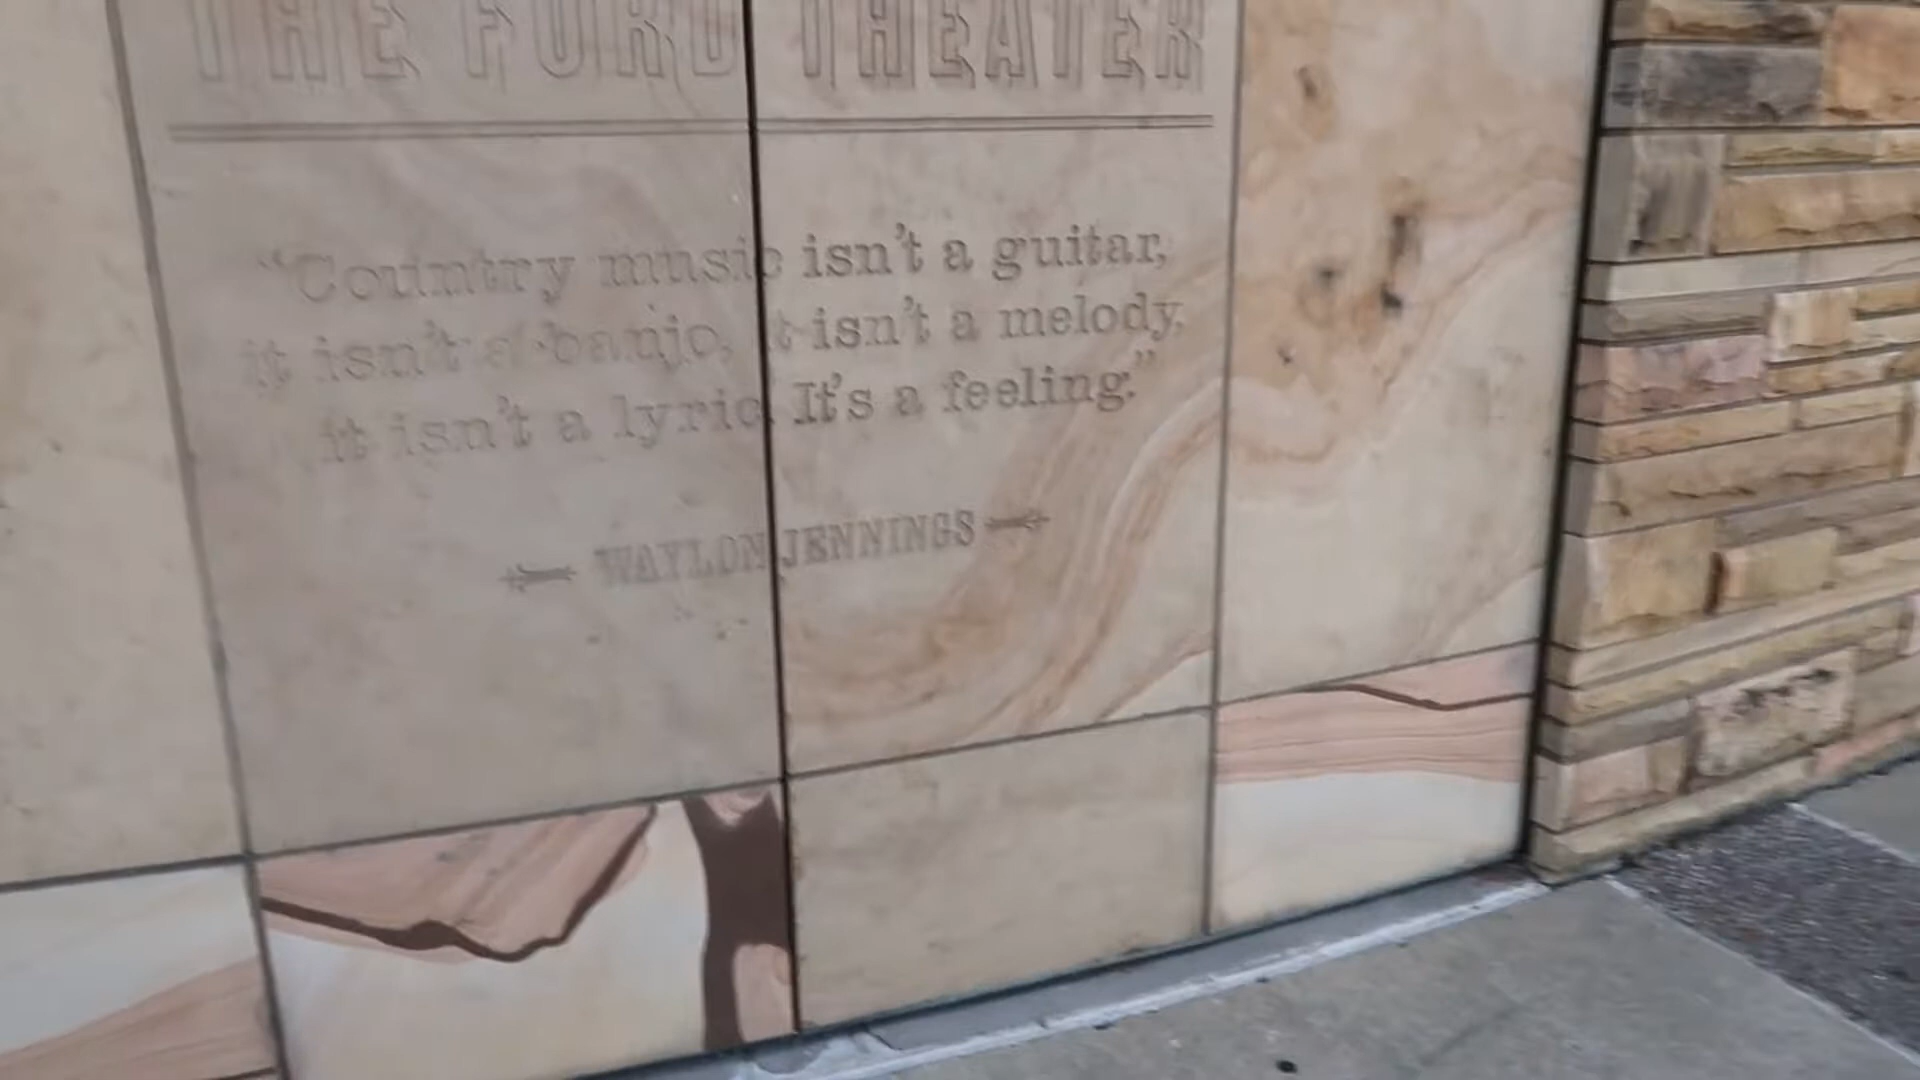 THE FORD THEATER
“Country music isn't a guitar,
it isn't a banjo, it isn't a melody,
it isn't a lyric. It's a feeling.”
WAYLON JENNINGS